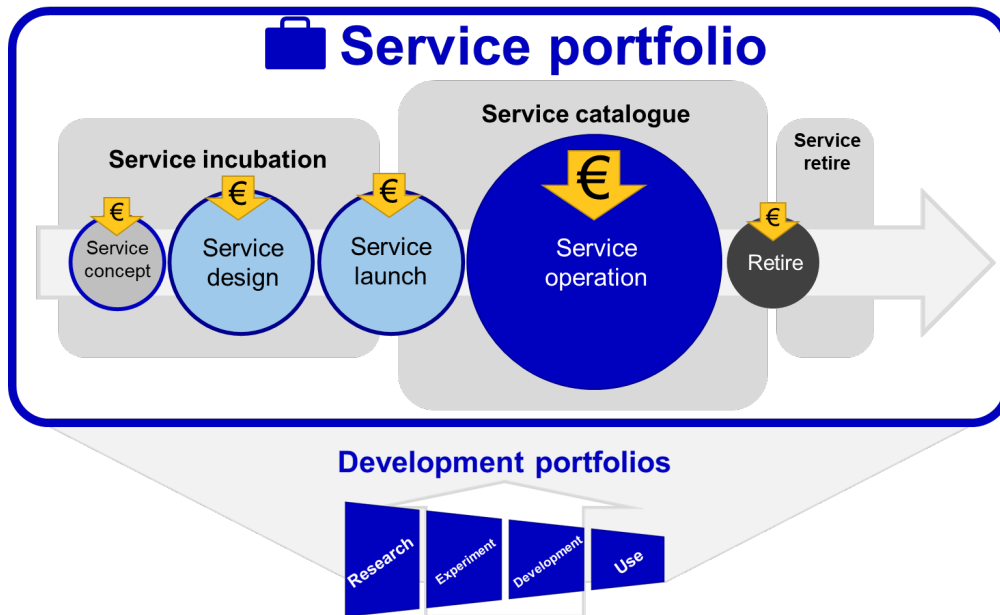 Service portfolio
Service catalogue
Service incubation
Service
retire
€
€
€
€
€
Service
concept
Service
design
Service
launch
Service
operation
Retire
Development portfolios
Research
Experiment
Development
Use